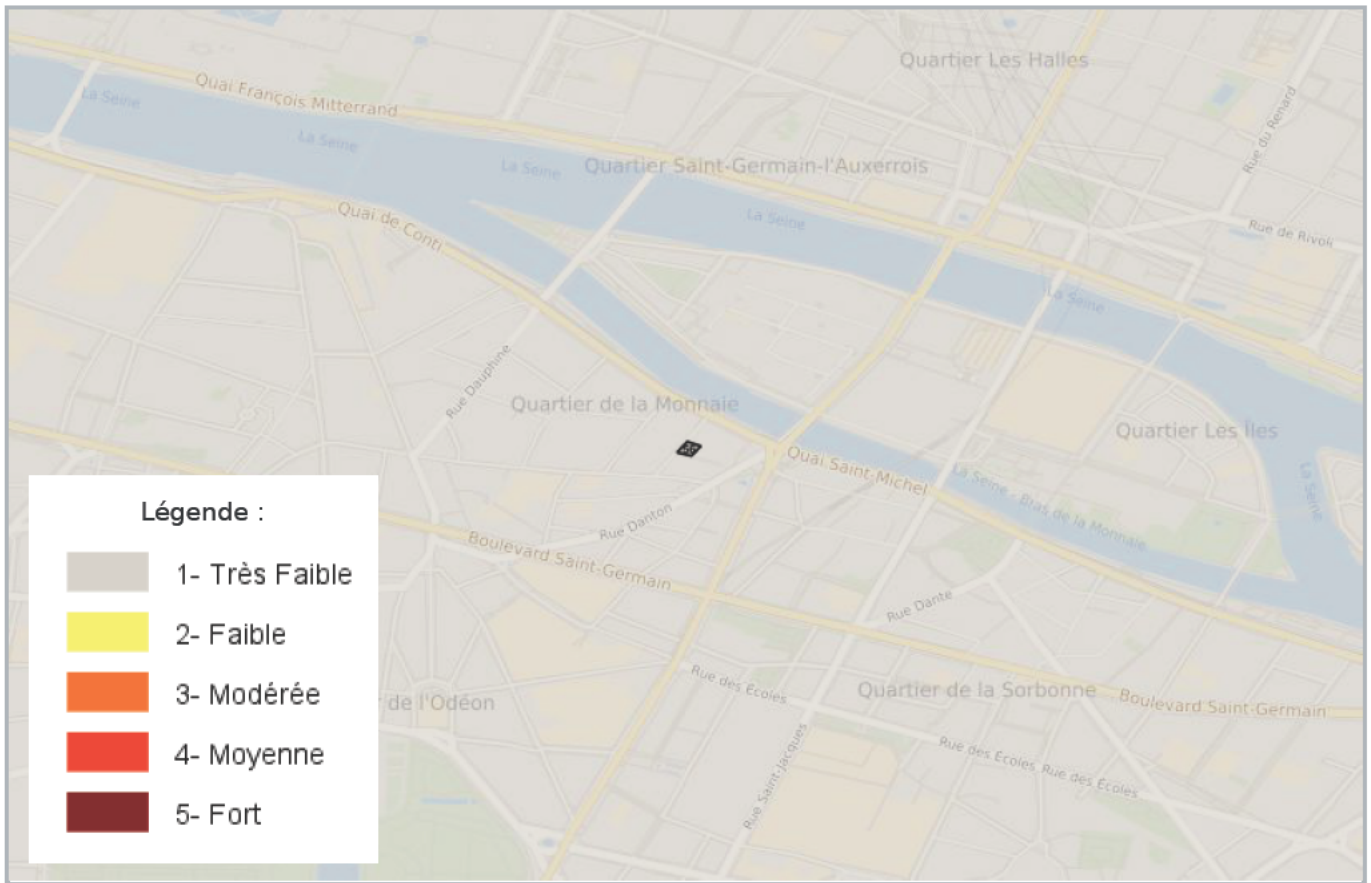 Quartier Les Halles
Quai François Mitterrand
La Seine
La Seine
La Seine
Quartier Saint-Germain-l'Auxerrois
Rue du Renard
Quai de Conti
La Seine
Rue de Rivoli
La Seine
Rue Dauphine
Quartier de la Monnaie
Quartier Les Îles
Quai Saint-Michel
La Seine - Bras de la Monnaie
La Seine
Rue Danton
Boulevard Saint-Germain
Rue Dante
Rue des Écoles
Quartier de la Sorbonne
Boulevard Saint-Germain
de l'Odéon
Rue Saint-Jacques
Rue des Écoles
Rue des Écoles
Légende :
1- Très Faible
2- Faible
3- Modérée
4- Moyenne
5- Fort